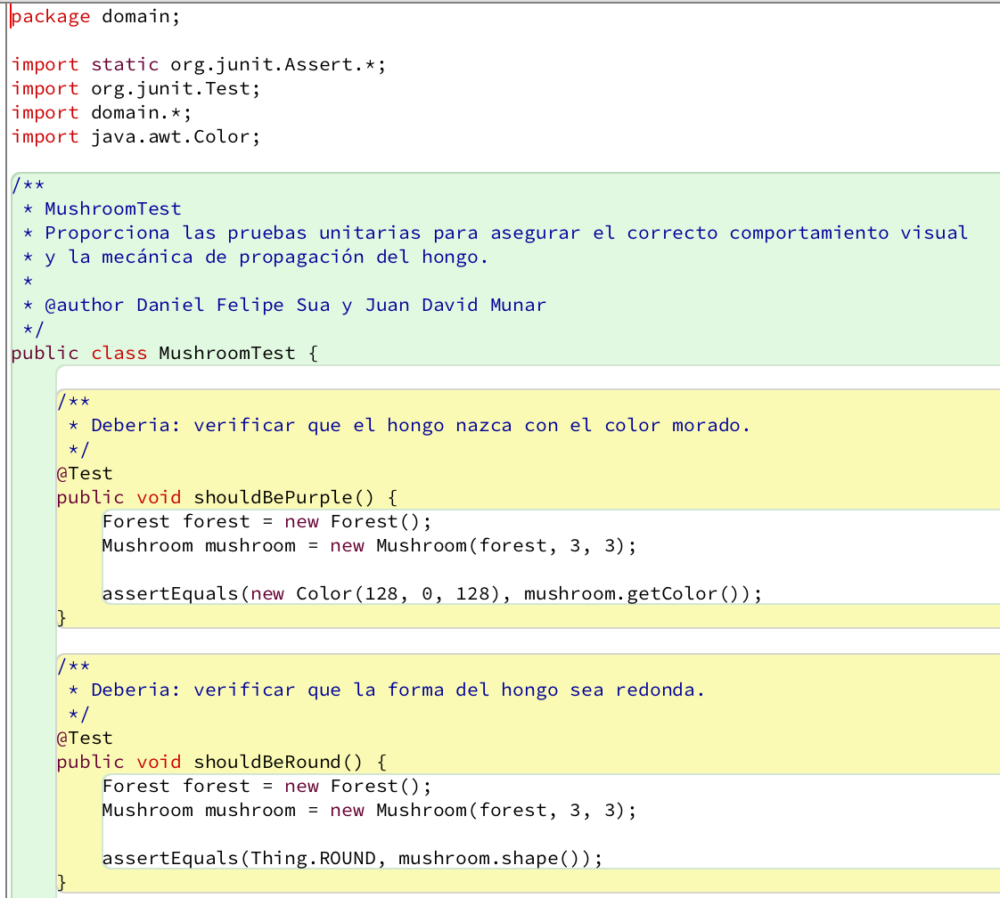 package domain;
import static org.junit.Assert.*;
import org.junit.Test;
import domain.*;
import java.awt.Color;
/**
 * MushroomTest
 * Proporciona las pruebas unitarias para asegurar el correcto comportamiento visual
 * y la mecánica de propagación del hongo.
 *
 * @author Daniel Felipe Sua y Juan David Munar
 */
public class MushroomTest {
    /**
     * Deberia: verificar que el hongo nazca con el color morado.
     */
    @Test
    public void shouldBePurple() {
        Forest forest = new Forest();
        Mushroom mushroom = new Mushroom(forest, 3, 3);
        assertEquals(new Color(128, 0, 128), mushroom.getColor());
    }
    /**
     * Deberia: verificar que la forma del hongo sea redonda.
     */
    @Test
    public void shouldBeRound() {
        Forest forest = new Forest();
        Mushroom mushroom = new Mushroom(forest, 3, 3);
        assertEquals(Thing.ROUND, mushroom.shape());
    }